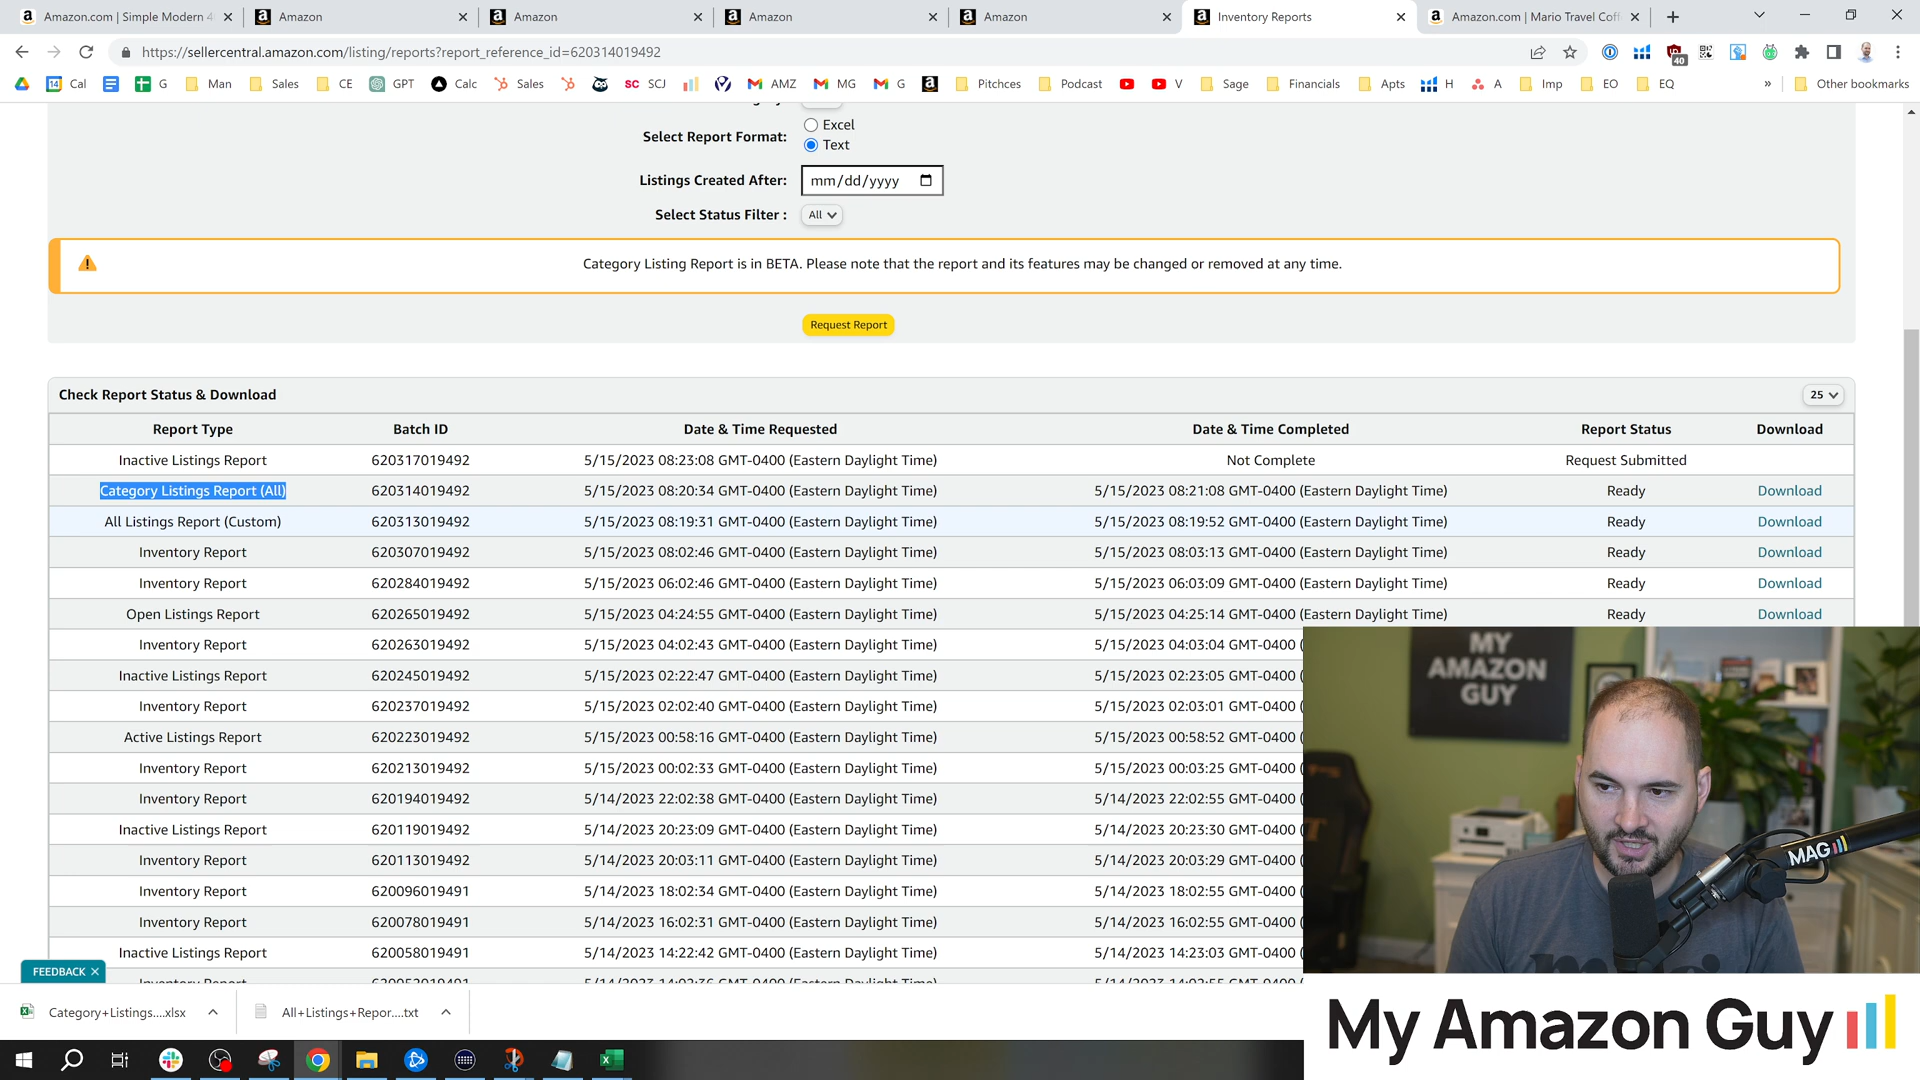 Amazon.com | Simple Modern 4
Amazon
Amazon
Amazon
Amazon
Inventory Reports
Amazon.com | Mario Travel Coff
https://sellercentral.amazon.com/listing/reports?report_reference_id=620314019492
40
14 Cal
G
Man
Sales
CE
GPT
Calc
Sales
SC SCJ
AMZ
MG
G
Pitchces
Podcast
V
Sage
Financials
Apts
H
A
Imp
EO
EQ
»
Other bookmarks
Select Report Format:
Excel
Text
Listings Created After:
mm/dd/yyyy
Select Status Filter :
All
Category Listing Report is in BETA. Please note that the report and its features may be changed or removed at any time.
Request Report
Check Report Status & Download
25
Report Type Batch ID Date & Time Requested Date & Time Completed Report Status Download
Inactive Listings Report 620317019492 5/15/2023 08:23:08 GMT-0400 (Eastern Daylight Time) Not Complete Request Submitted
Category Listings Report (All) 620314019492 5/15/2023 08:20:34 GMT-0400 (Eastern Daylight Time) 5/15/2023 08:21:08 GMT-0400 (Eastern Daylight Time) Ready Download
All Listings Report (Custom) 620313019492 5/15/2023 08:19:31 GMT-0400 (Eastern Daylight Time) 5/15/2023 08:19:52 GMT-0400 (Eastern Daylight Time) Ready Download
Inventory Report 620307019492 5/15/2023 08:02:46 GMT-0400 (Eastern Daylight Time) 5/15/2023 08:03:13 GMT-0400 (Eastern Daylight Time) Ready Download
Inventory Report 620284019492 5/15/2023 06:02:46 GMT-0400 (Eastern Daylight Time) 5/15/2023 06:03:09 GMT-0400 (Eastern Daylight Time) Ready Download
Open Listings Report 620265019492 5/15/2023 04:24:55 GMT-0400 (Eastern Daylight Time) 5/15/2023 04:25:14 GMT-0400 (Eastern Daylight Time) Ready Download
Inventory Report 620263019492 5/15/2023 04:02:43 GMT-0400 (Eastern Daylight Time) 5/15/2023 04:03:04 GMT-0400 (
Inactive Listings Report 620245019492 5/15/2023 02:22:47 GMT-0400 (Eastern Daylight Time) 5/15/2023 02:23:05 GMT-0400 (
Inventory Report 620237019492 5/15/2023 02:02:40 GMT-0400 (Eastern Daylight Time) 5/15/2023 02:03:01 GMT-0400 (
Active Listings Report 620223019492 5/15/2023 00:58:16 GMT-0400 (Eastern Daylight Time) 5/15/2023 00:58:52 GMT-0400 (
Inventory Report 620213019492 5/15/2023 00:02:33 GMT-0400 (Eastern Daylight Time) 5/15/2023 00:03:25 GMT-0400 (
Inventory Report 620194019492 5/14/2023 22:02:38 GMT-0400 (Eastern Daylight Time) 5/14/2023 22:02:55 GMT-0400 (
Inactive Listings Report 620119019492 5/14/2023 20:23:09 GMT-0400 (Eastern Daylight Time) 5/14/2023 20:23:30 GMT-0400 (
Inventory Report 620113019492 5/14/2023 20:03:11 GMT-0400 (Eastern Daylight Time) 5/14/2023 20:03:29 GMT-0400 (
Inventory Report 620096019491 5/14/2023 18:02:34 GMT-0400 (Eastern Daylight Time) 5/14/2023 18:02:55 GMT-0400 (
Inventory Report 620078019491 5/14/2023 16:02:31 GMT-0400 (Eastern Daylight Time) 5/14/2023 16:02:55 GMT-0400 (
Inactive Listings Report 620058019491 5/14/2023 14:22:42 GMT-0400 (Eastern Daylight Time) 5/14/2023 14:23:03 GMT-0400 (
MY
AMAZON
GUY
MAG
FEEDBACK
Category+Listings....xlsx
All+Listings+Repor....txt
My Amazon Guy